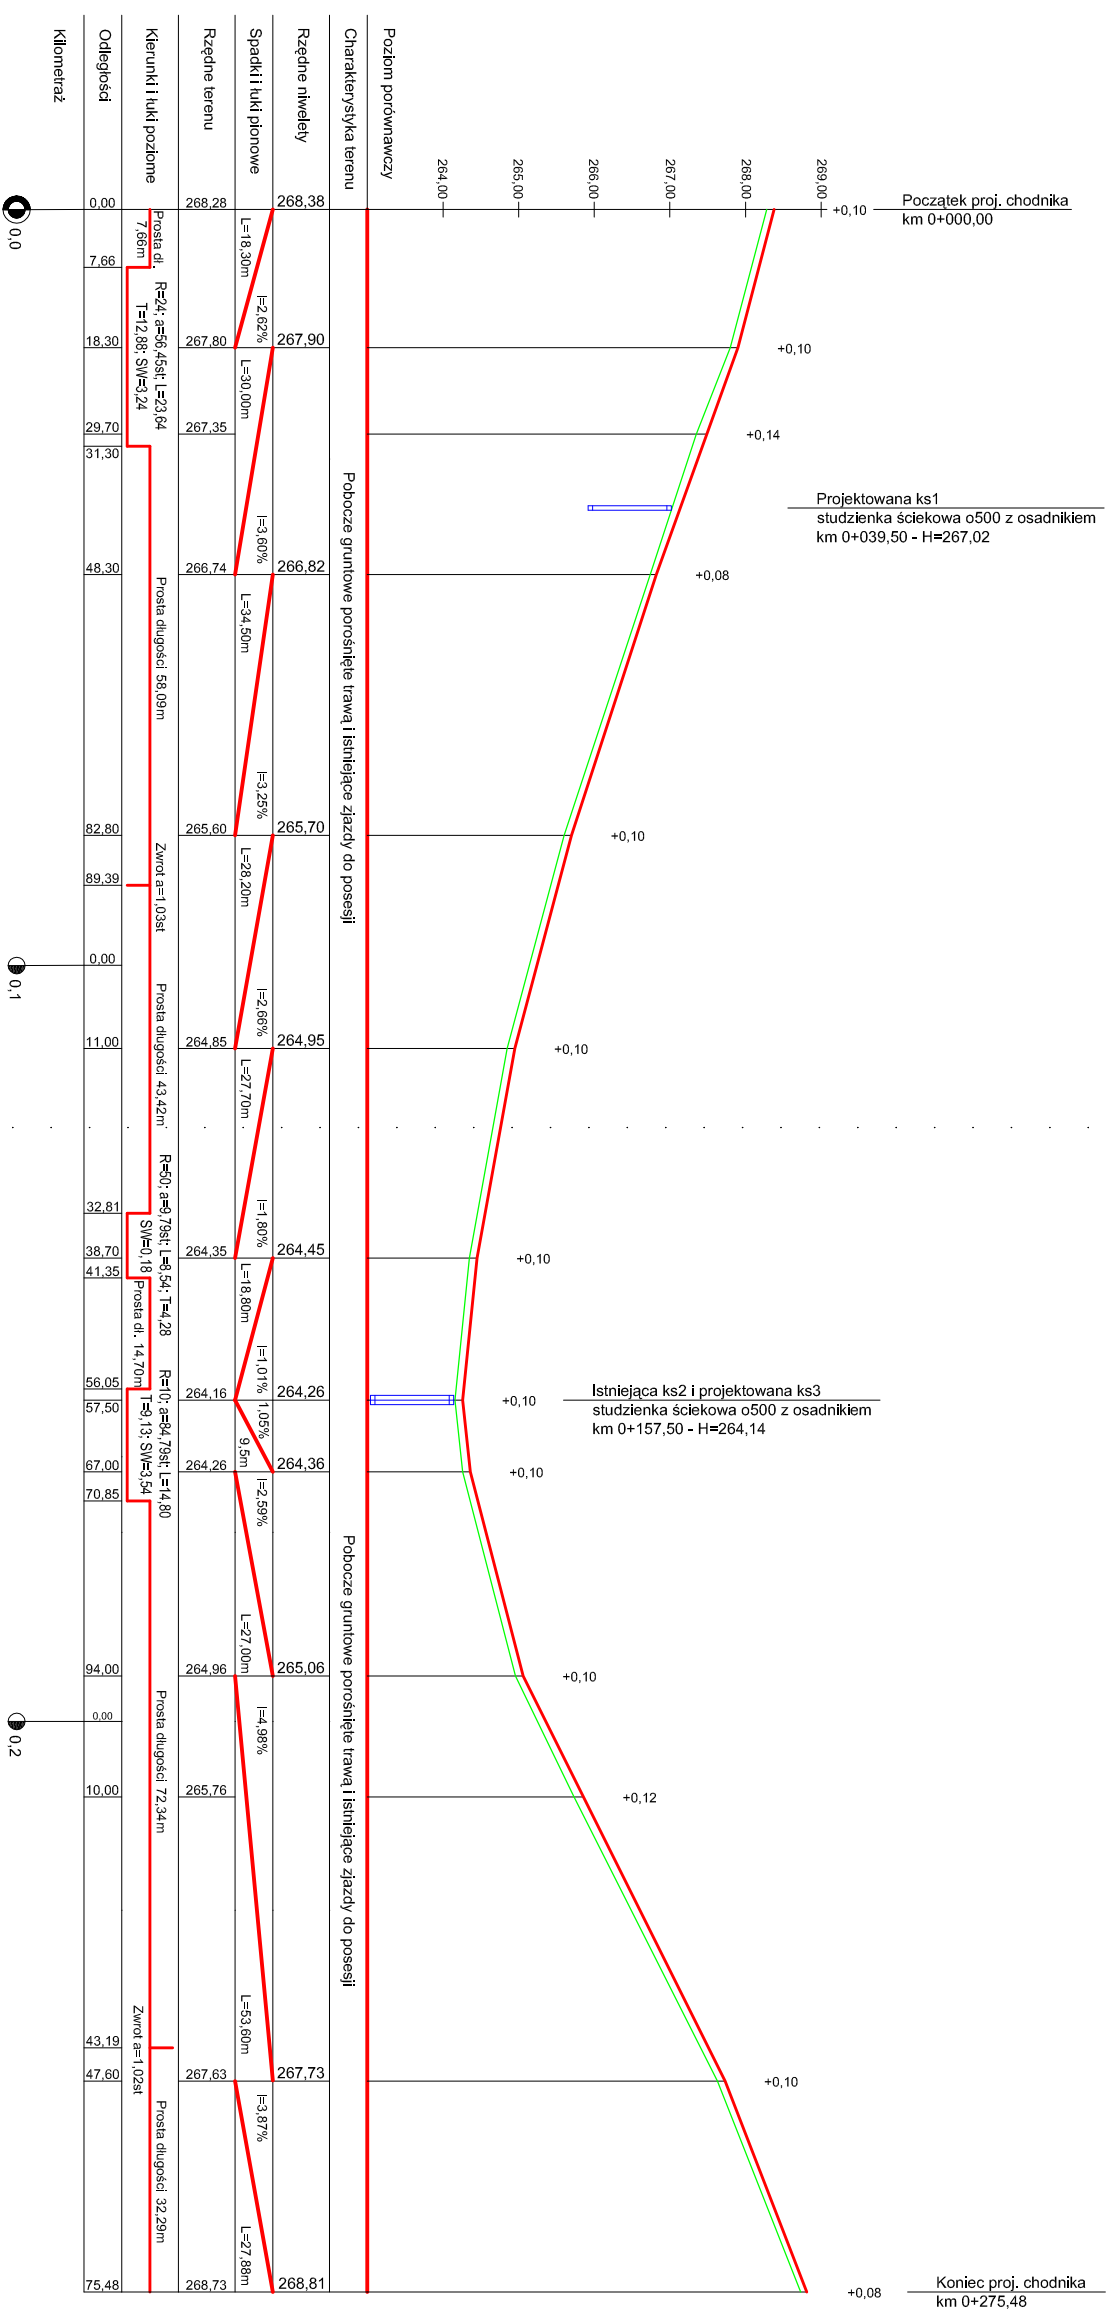 Początek proj. chodnika
km 0+000,00
Projektowana ks1
studzienka ściekowa o500 z osadnikiem
km 0+039,50 - H=267,02
Istniejąca ks2 i projektowana ks3
studzienka ściekowa o500 z osadnikiem
km 0+157,50 - H=264,14
Koniec proj. chodnika
km 0+275,48
+0,10
+0,10
+0,14
+0,08
+0,10
+0,10
+0,10
+0,10
+0,10
+0,10
+0,12
+0,10
+0,08
269,00
268,00
267,00
266,00
265,00
264,00
Poziom porównawczy
Charakterystyka terenu
Pobocze gruntowe porośnięte trawą i istniejące zjazdy do posesji
Pobocze gruntowe porośnięte trawą i istniejące zjazdy do posesji
Rzędne niwelety
268,38
267,90
266,82
265,70
264,95
264,45
264,26
264,36
265,06
267,73
268,81
Spadki i łuki pionowe
L=18,30m
I=2,62%
L=30,00m
I=3,60%
L=34,50m
I=3,25%
L=28,20m
I=2,66%
L=27,70m
I=1,80%
L=18,80m
I=1,01%
1,05%
9,5m
I=2,59%
L=27,00m
I=4,98%
L=53,60m
I=3,87%
L=27,88m
Rzędne terenu
268,28
267,80
267,35
266,74
265,60
264,85
264,35
264,16
264,26
264,96
265,76
267,63
268,73
Kierunki i łuki poziome
Prosta dł.
7,66m
R=24; a=56,45st; L=23,64
T=12,88; SW=3,24
Prosta długości 58,09m
Zwrot a=1,03st
Prosta długości 43,42m
R=50; a=9,79st; L=8,54; T=4,28
SW=0,18
Prosta dł. 14,70m
R=10; a=84,79st; L=14,80
T=9,13; SW=3,54
Prosta długości 72,34m
Zwrot a=1,02st
Prosta długości 32,29m
Odległości
0,00
7,66
18,30
29,70
31,30
48,30
82,80
89,39
0,00
11,00
32,81
38,70
41,35
56,05
57,50
67,00
70,85
94,00
0,00
10,00
43,19
47,60
75,48
Kilometraż
0,0
0,1
0,2